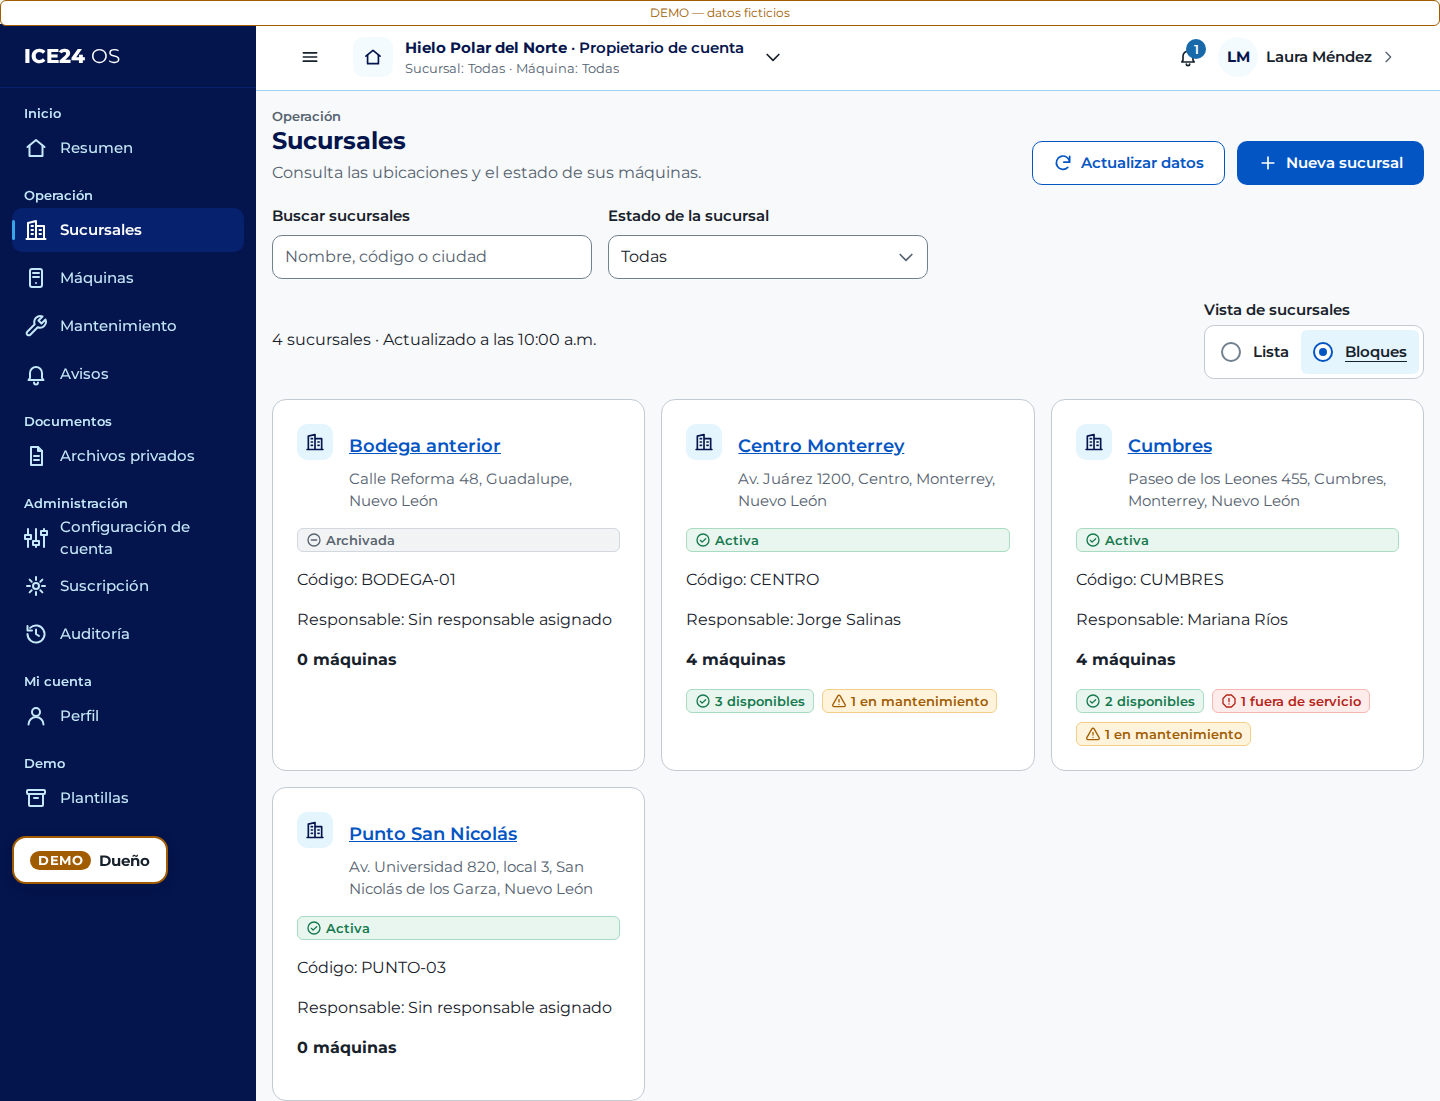 DEMO — datos ficticios
ICE24 OS
Inicio
Resumen
Operación
Sucursales
Máquinas
Mantenimiento
Avisos
Documentos
Archivos privados
Administración
Configuración de
cuenta
Suscripción
Auditoría
Mi cuenta
Perfil
Demo
Plantillas
DEMO Dueño
Hielo Polar del Norte · Propietario de cuenta
Sucursal: Todas · Máquina: Todas
1
LM Laura Méndez
Operación
Sucursales
Consulta las ubicaciones y el estado de sus máquinas.
Actualizar datos
Nueva sucursal
Buscar sucursales
Nombre, código o ciudad
Estado de la sucursal
Todas
4 sucursales · Actualizado a las 10:00 a.m.
Vista de sucursales
Lista
Bloques
Bodega anterior
Calle Reforma 48, Guadalupe,
Nuevo León
Archivada
Código: BODEGA-01
Responsable: Sin responsable asignado
0 máquinas
Centro Monterrey
Av. Juárez 1200, Centro, Monterrey,
Nuevo León
Activa
Código: CENTRO
Responsable: Jorge Salinas
4 máquinas
3 disponibles
1 en mantenimiento
Cumbres
Paseo de los Leones 455, Cumbres,
Monterrey, Nuevo León
Activa
Código: CUMBRES
Responsable: Mariana Ríos
4 máquinas
2 disponibles
1 fuera de servicio
1 en mantenimiento
Punto San Nicolás
Av. Universidad 820, local 3, San
Nicolás de los Garza, Nuevo León
Activa
Código: PUNTO-03
Responsable: Sin responsable asignado
0 máquinas